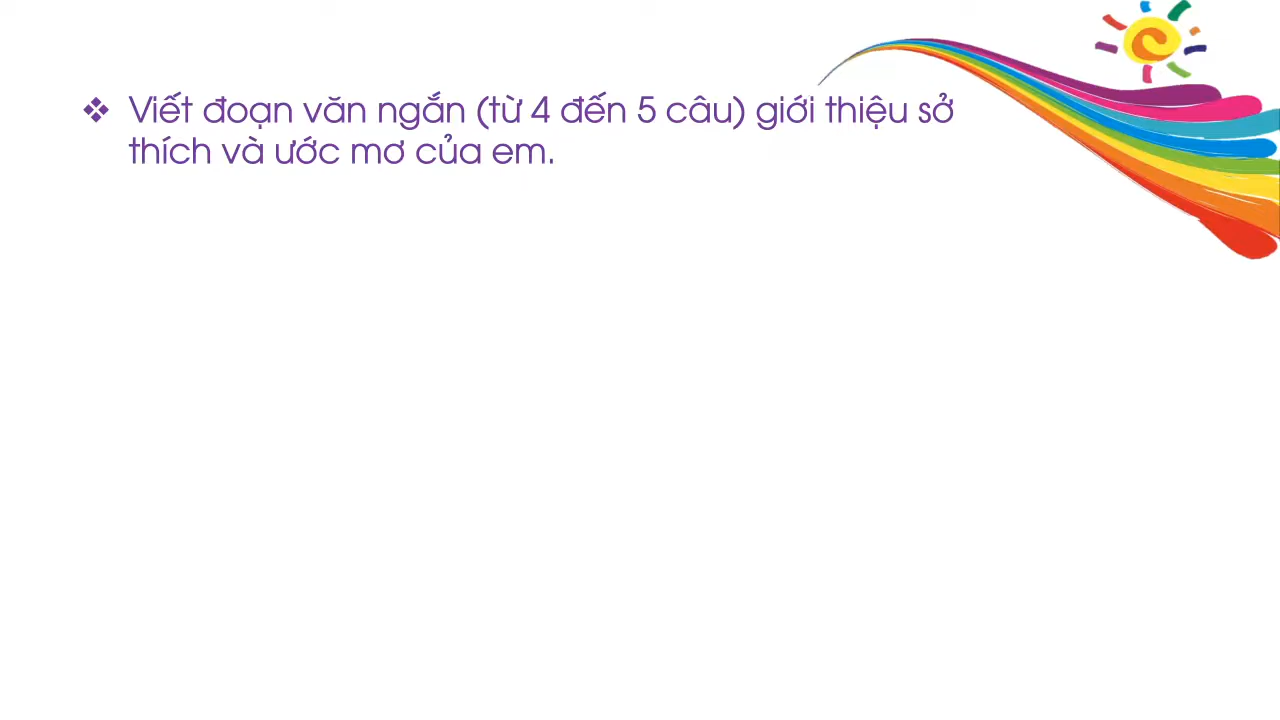 ❖ Viết đoạn văn ngắn (từ 4 đến 5 câu) giới thiệu sở
thích và ước mơ của em.